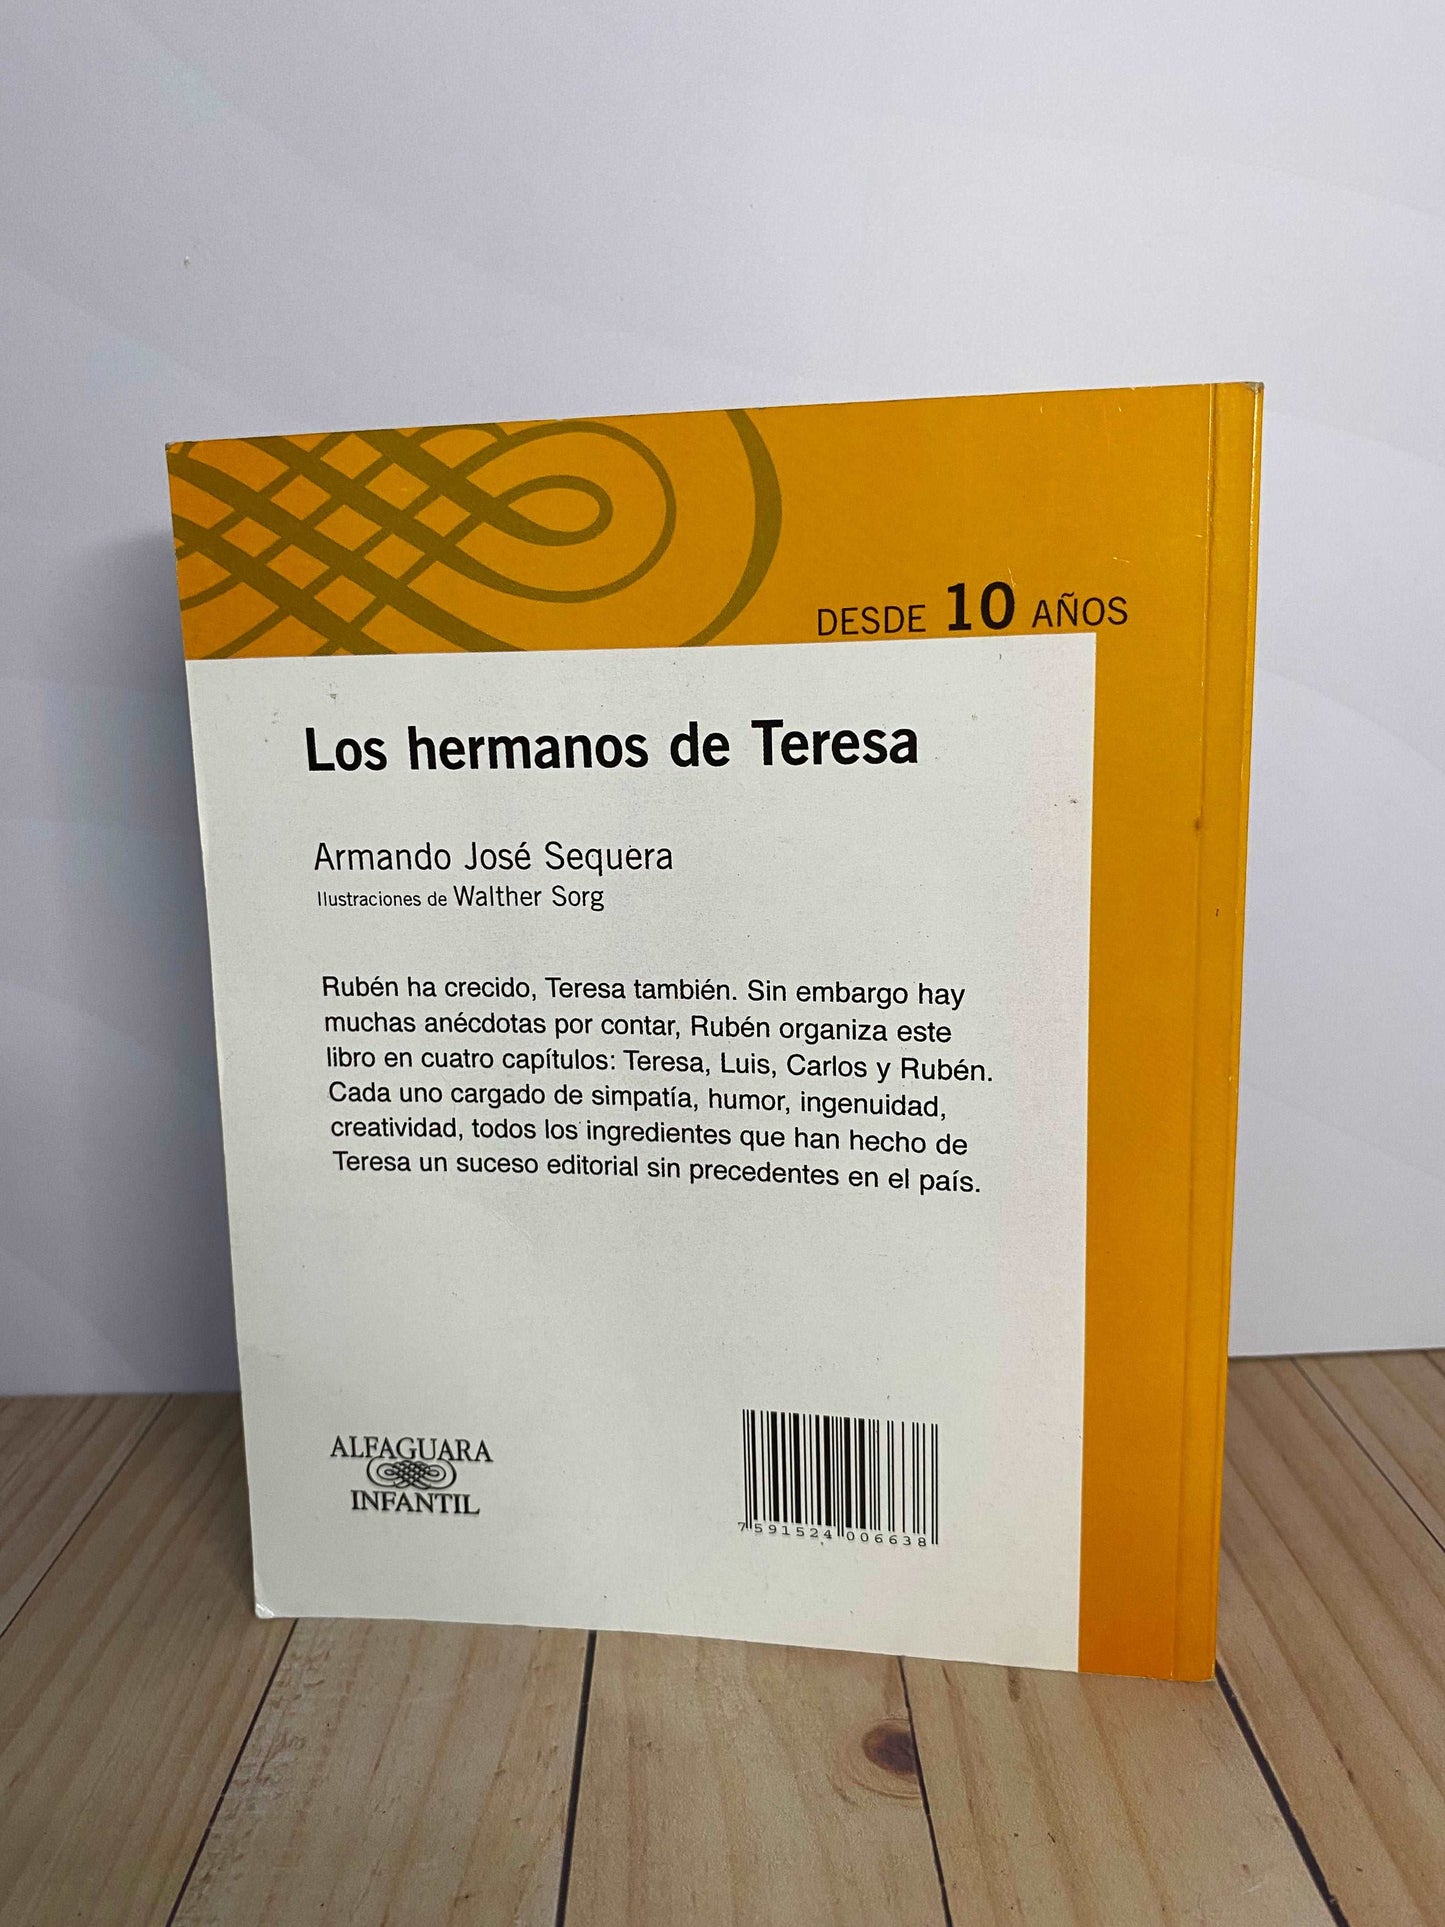 DESDE 10 AÑOS
Los hermanos de Teresa
Armando José Sequera
Ilustraciones de Walther Sorg
Rubén ha crecido, Teresa también. Sin embargo hay
muchas anécdotas por contar, Rubén organiza este
libro en cuatro capítulos: Teresa, Luis, Carlos y Rubén.
Cada uno cargado de simpatía, humor, ingenuidad,
creatividad, todos los ingredientes que han hecho de
Teresa un suceso editorial sin precedentes en el país.
ALFAGUARA
INFANTIL
7 591524 006638